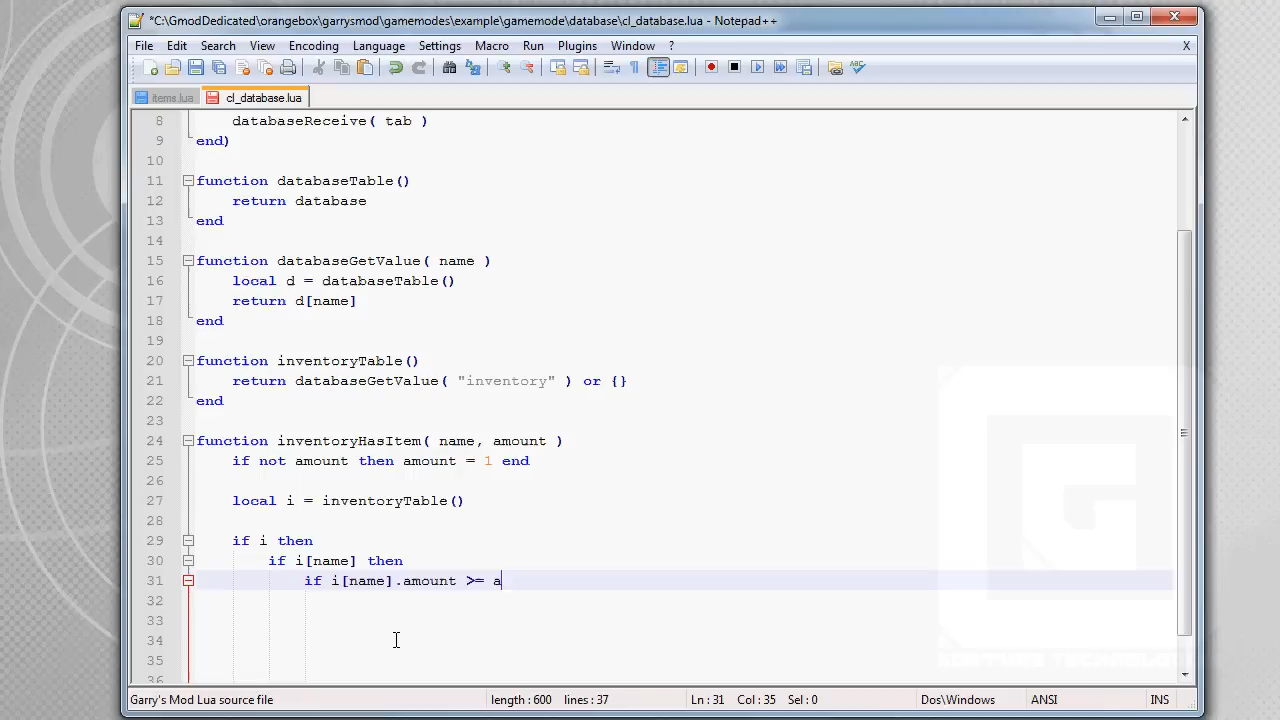 *C:\GmodDedicated\orangebox\garrysmod\gamemodes\example\gamemode\database\cl_database.lua - Notepad++
File Edit Search View Encoding Language Settings Macro Run Plugins Window ? X
items.lua cl_database.lua
8 databaseReceive( tab )
9 end)
10
11 function databaseTable()
12 return database
13 end
14
15 function databaseGetValue( name )
16 local d = databaseTable()
17 return d[name]
18 end
19
20 function inventoryTable()
21 return databaseGetValue( "inventory" ) or {}
22 end
23
24 function inventoryHasItem( name, amount )
25 if not amount then amount = 1 end
26
27 local i = inventoryTable()
28
29 if i then
30 if i[name] then
31 if i[name].amount >= a
32
33
34
35
36
Garry's Mod Lua source file length : 600 lines : 37 Ln : 31 Col : 35 Sel : 0 Dos\Windows ANSI INS